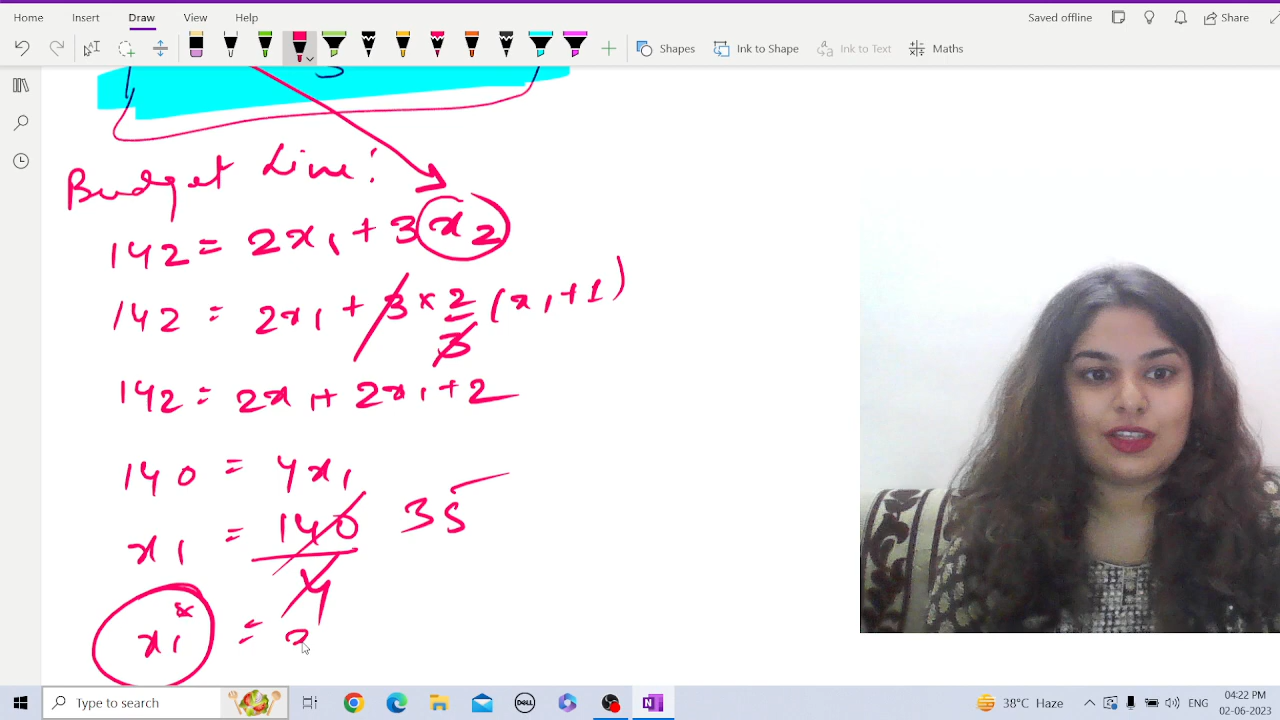 Home Insert Draw View Help Saved offline Share
Shapes Ink to Shape Ink to Text Maths
3
Budget Line:
142 = 2x₁ + 3x₂
142 = 2x₁ + 3 × 2/3 (x₁+1)
142 = 2x₁ + 2x₁ + 2
140 = 4x₁
x₁ = 140/4 35
x₁* =
Type to search DELL ENG 38°C Haze 04:22 PM
02-06-2023